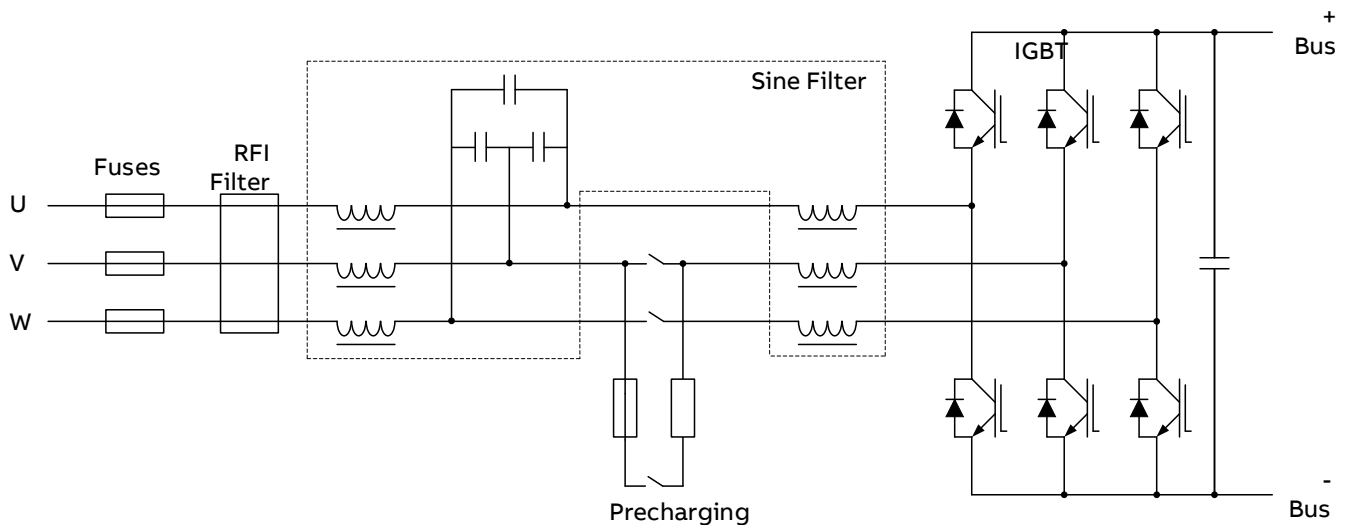 +
Bus
IGBT
Sine Filter
Fuses
RFI
Filter
U
V
W
Precharging
-
Bus